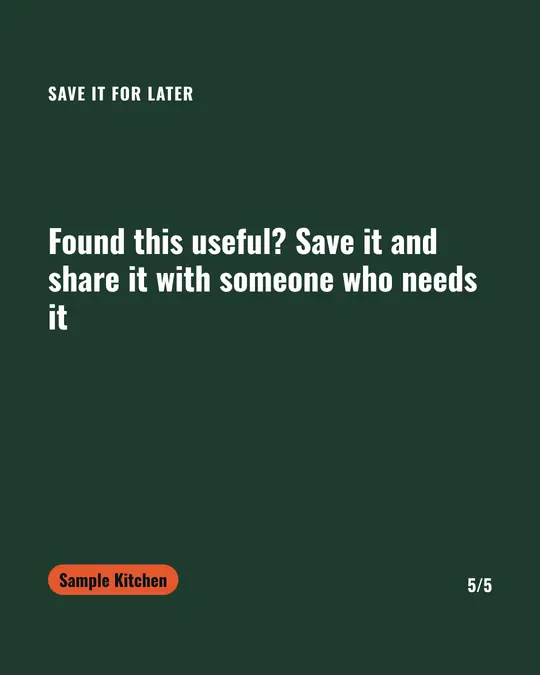 SAVE IT FOR LATER
Found this useful? Save it and
share it with someone who needs
it
Sample Kitchen
5/5